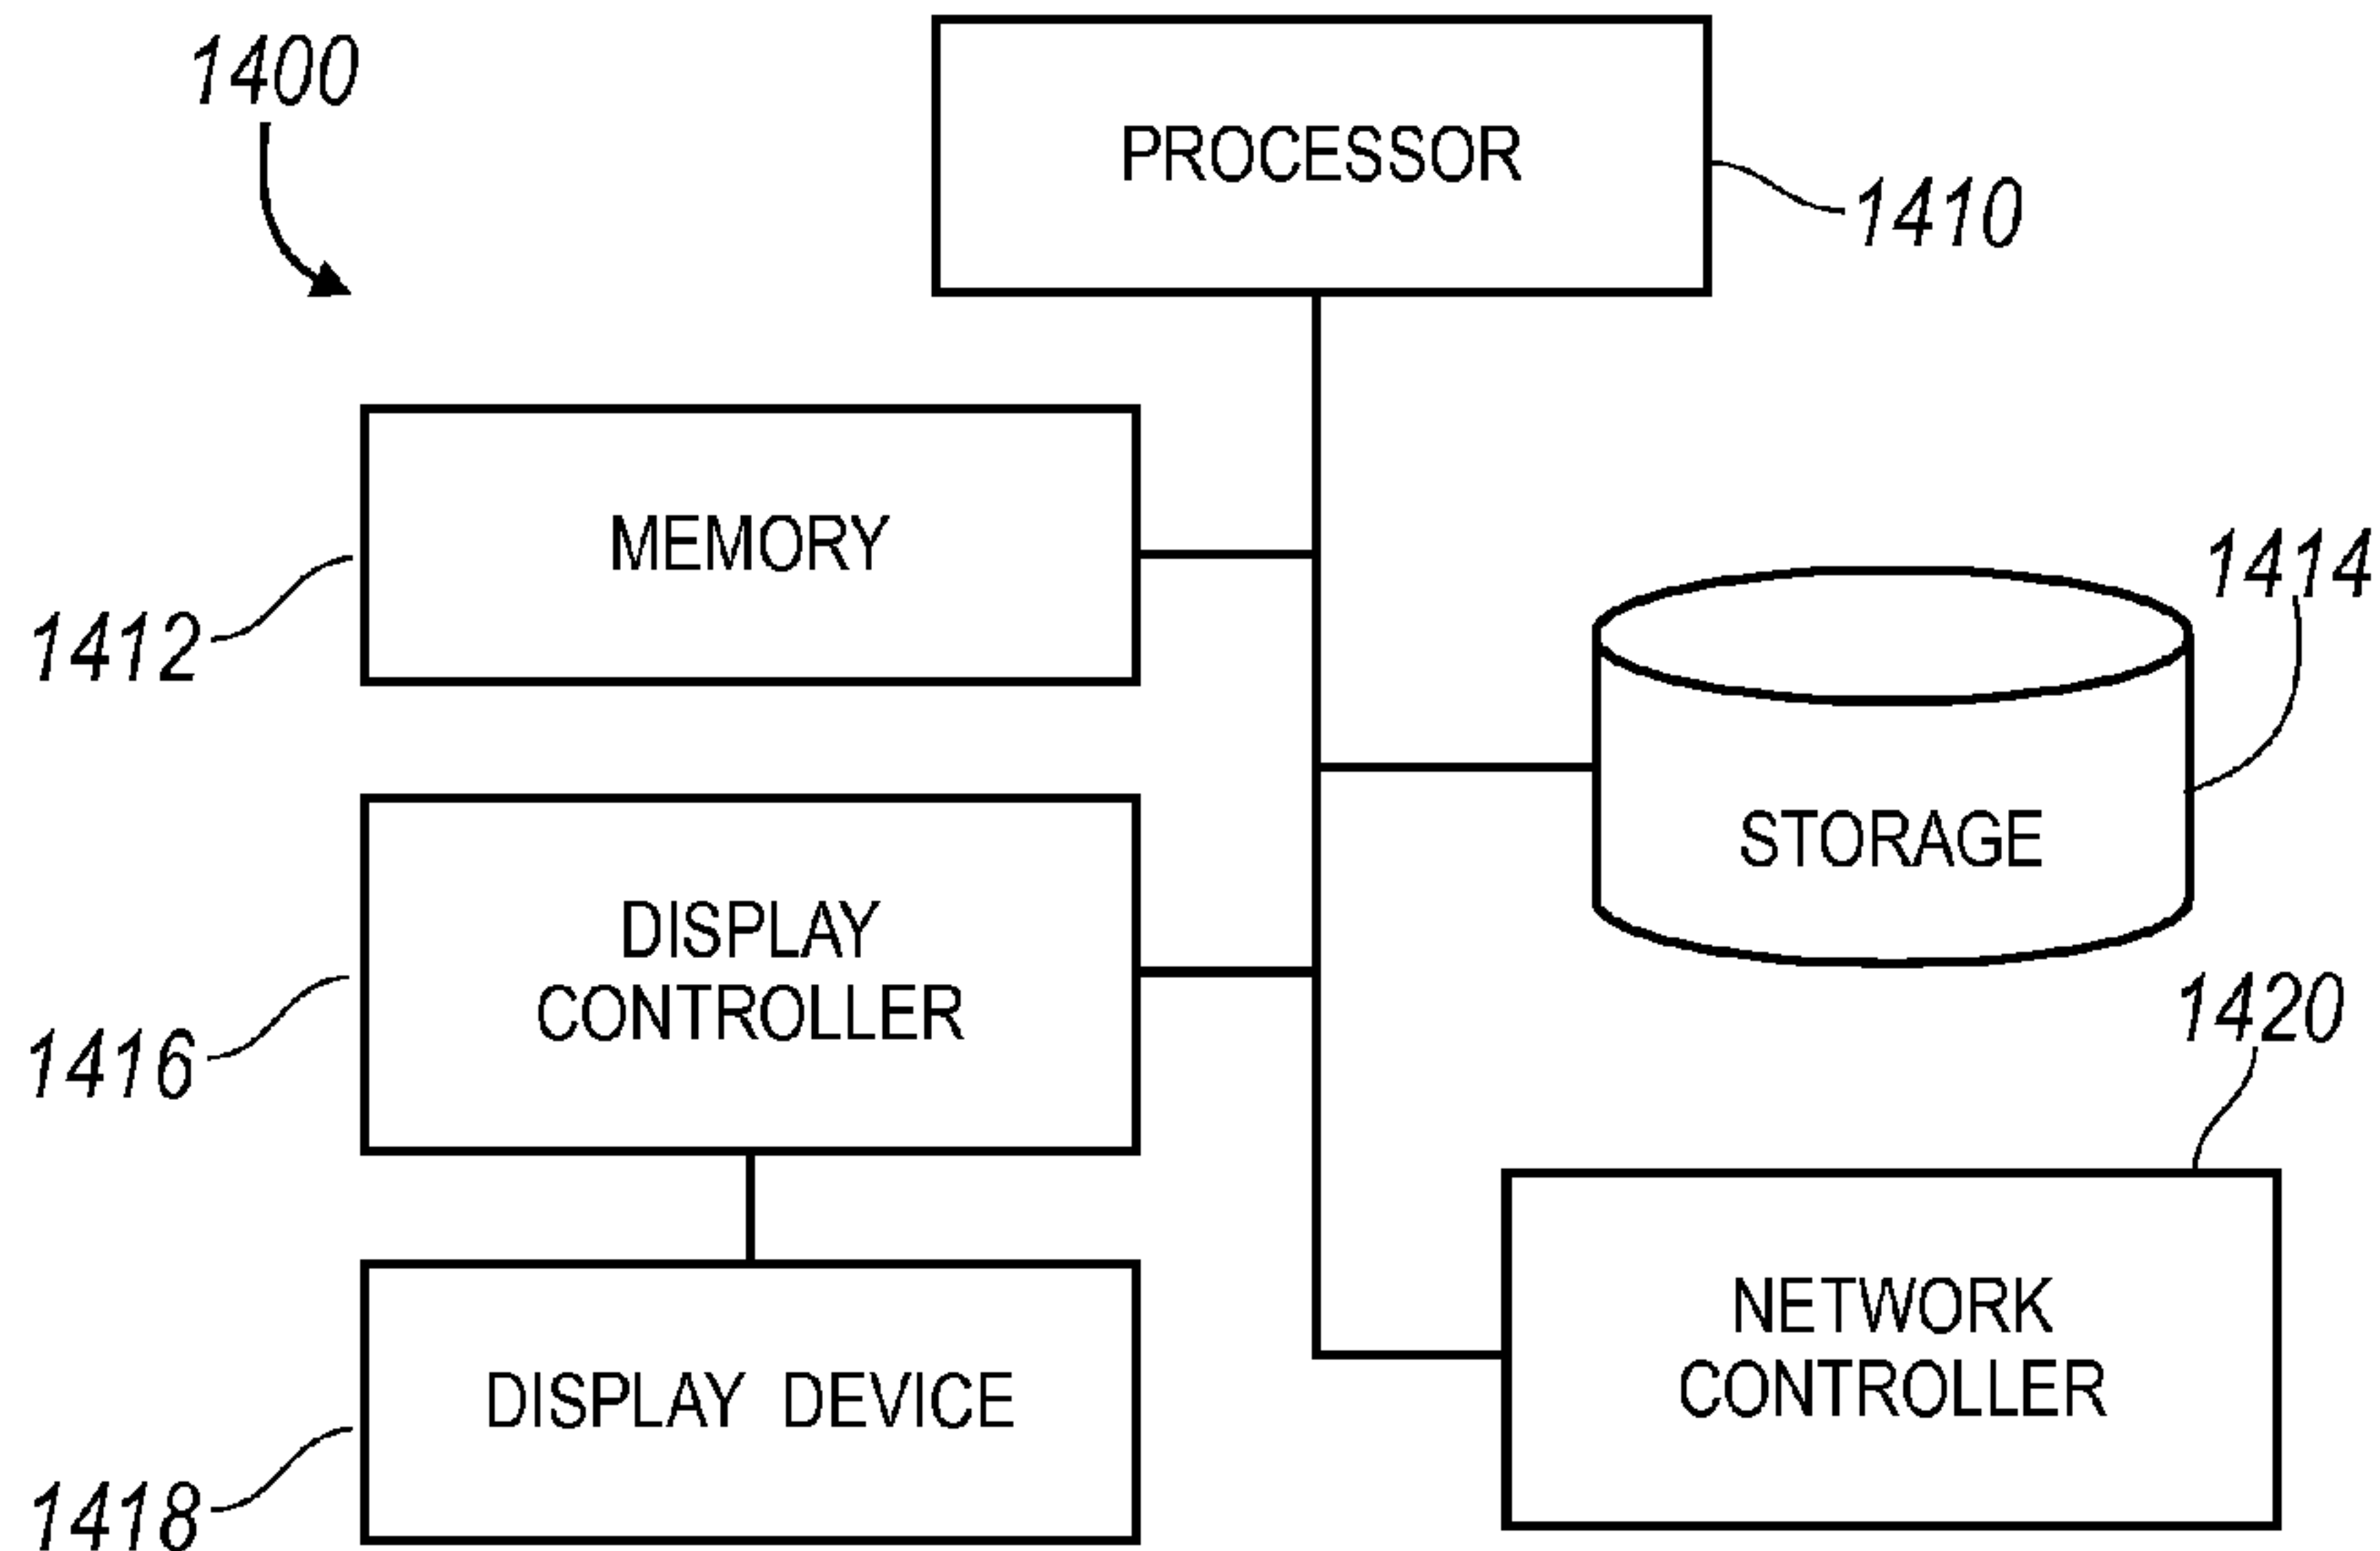 1400
PROCESSOR
1410
MEMORY
1412
1414
STORAGE
DISPLAY
CONTROLLER
1416
1420
NETWORK
CONTROLLER
DISPLAY DEVICE
1418